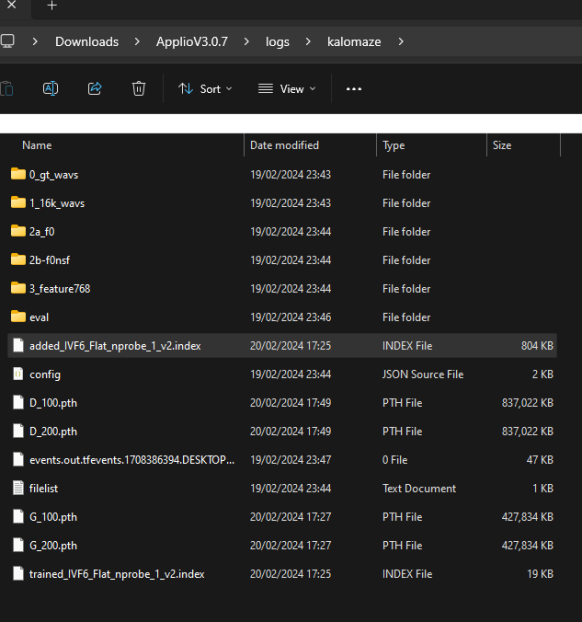 Downloads > ApplioV3.0.7 > logs > kalomaze >
Sort View ...
Name Date modified Type Size
0_gt_wavs 19/02/2024 23:43 File folder
1_16k_wavs 19/02/2024 23:43 File folder
2a_f0 19/02/2024 23:44 File folder
2b-f0nsf 19/02/2024 23:44 File folder
3_feature768 19/02/2024 23:44 File folder
eval 19/02/2024 23:46 File folder
added_IVF6_Flat_nprobe_1_v2.index 20/02/2024 17:25 INDEX File 804 KB
config 19/02/2024 23:44 JSON Source File 2 KB
D_100.pth 20/02/2024 17:49 PTH File 837,022 KB
D_200.pth 20/02/2024 17:49 PTH File 837,022 KB
events.out.tfevents.1708386394.DESKTOP... 19/02/2024 23:47 0 File 47 KB
filelist 19/02/2024 23:44 Text Document 1 KB
G_100.pth 20/02/2024 17:27 PTH File 427,834 KB
G_200.pth 20/02/2024 17:27 PTH File 427,834 KB
trained_IVF6_Flat_nprobe_1_v2.index 20/02/2024 17:25 INDEX File 19 KB